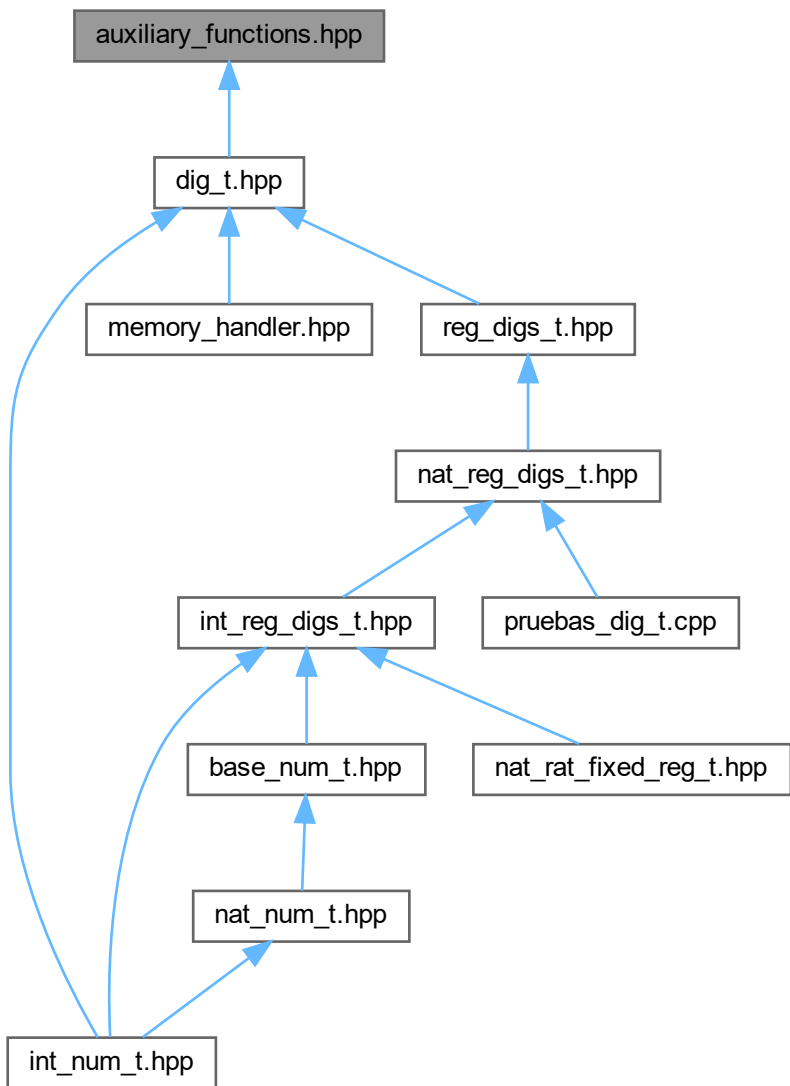 auxiliary_functions.hpp
dig_t.hpp
memory_handler.hpp
reg_digs_t.hpp
nat_reg_digs_t.hpp
int_reg_digs_t.hpp
pruebas_dig_t.cpp
base_num_t.hpp
nat_rat_fixed_reg_t.hpp
nat_num_t.hpp
int_num_t.hpp